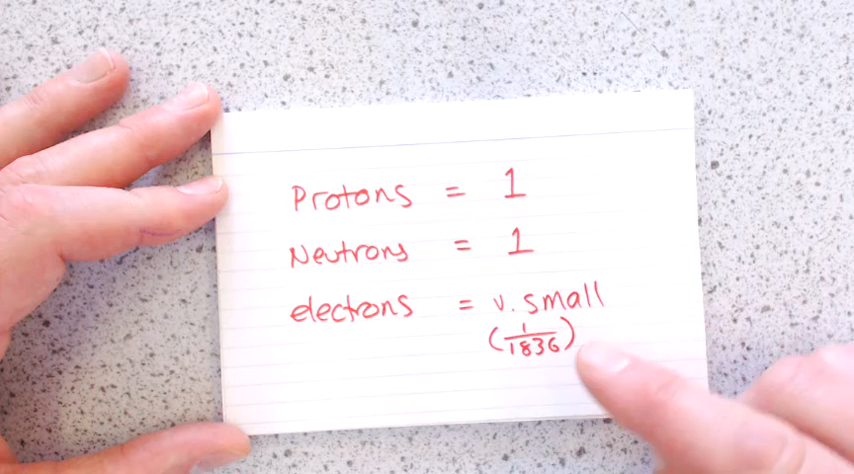 Protons = 1
Neutrons = 1
electrons = v. small
(1/1836)